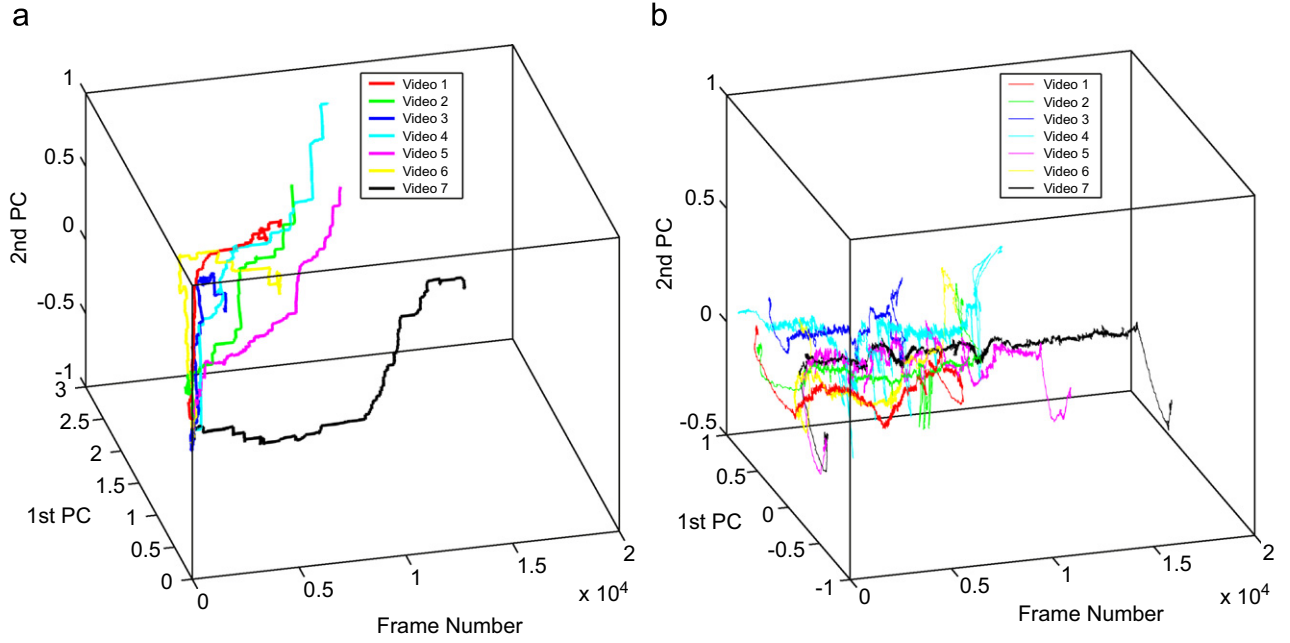 a
1
0.5
0
-0.5
-1
2nd PC
3
2.5
2
1.5
1
0.5
0
1st PC
0
0.5
1
1.5
2
x 10^4
Frame Number
Video 1
Video 2
Video 3
Video 4
Video 5
Video 6
Video 7
b
1
0.5
0
-0.5
2nd PC
1
0.5
0
-0.5
-1
1st PC
0
0.5
1
1.5
2
x 10^4
Frame Number
Video 1
Video 2
Video 3
Video 4
Video 5
Video 6
Video 7